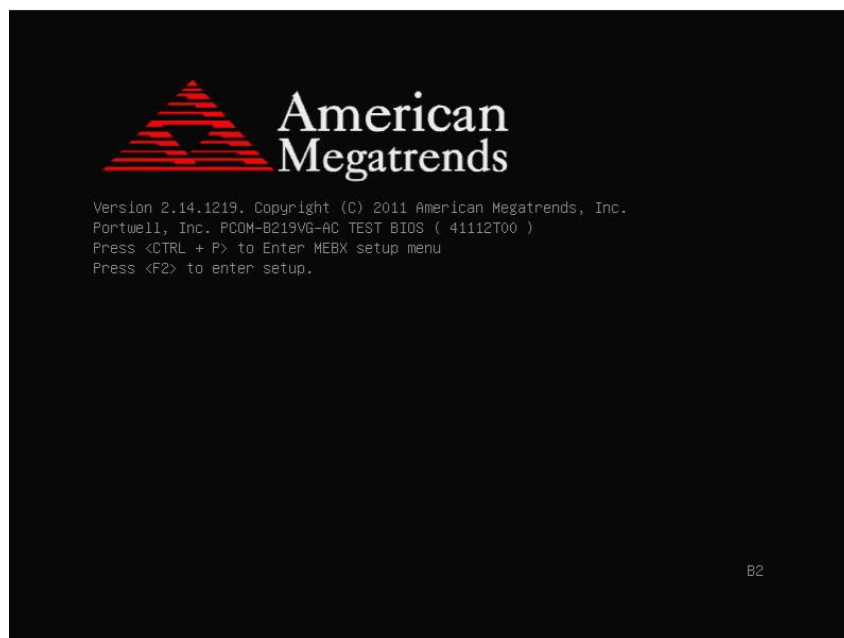 American
Megatrends
Version 2.14.1219. Copyright (C) 2011 American Megatrends, Inc.
Portwell, Inc. PCOM-B219VG-AC TEST BIOS ( 41112T00 )
Press <CTRL + P> to Enter MEBX setup menu
Press <F2> to enter setup.
B2